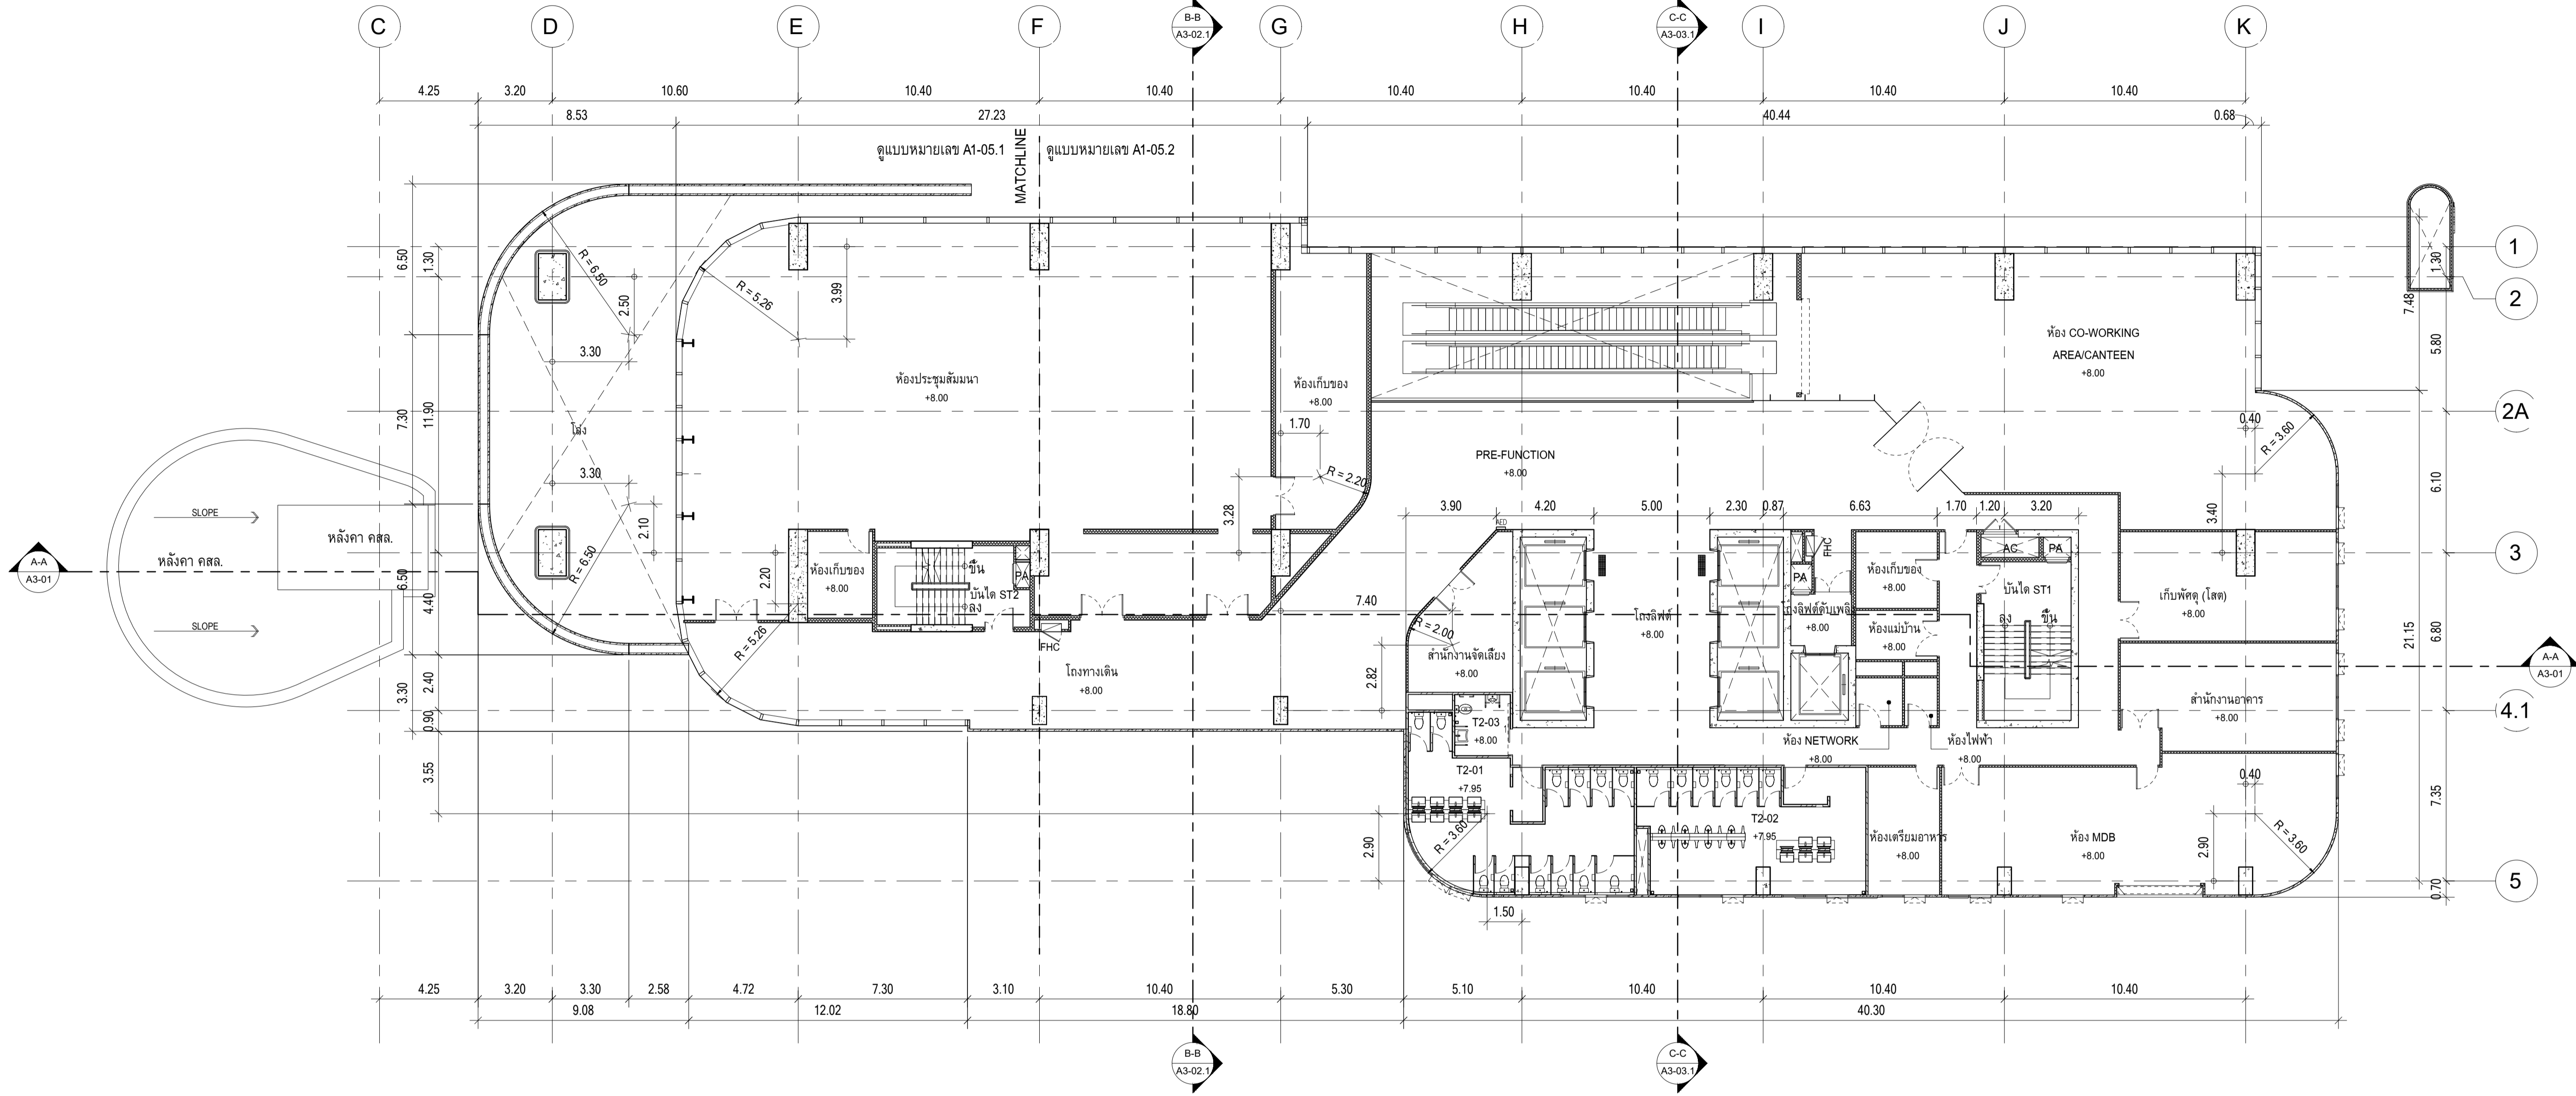 C D E F G H I J K
B-B
A3-02.1
C-C
A3-03.1
4.25 3.20 10.60 10.40 10.40 10.40 10.40 10.40 10.40
8.53 27.23 40.44 0.68
ดูแบบหมายเลข A1-05.1
MATCHLINE
ดูแบบหมายเลข A1-05.2
6.50
1.30
7.30
11.90
6.50
4.40
3.30
2.40
0.90
3.55
R = 6.50
2.50
3.30
โล่ง
3.30
2.10
R = 6.50
R = 5.26
3.99
ห้องประชุมสัมมนา
+8.00
ห้องเก็บของ
+8.00
1.70
R = 2.20
3.28
PRE-FUNCTION
+8.00
ห้อง CO-WORKING
AREA/CANTEEN
+8.00
0.40
R = 3.60
3.40
1
1.30
2
7.48
5.80
2A
6.10
3
6.80
21.15
4.1
7.35
5
0.70
SLOPE
SLOPE
หลังคา คสล.
หลังคา คสล.
A-A
A3-01
A-A
A3-01
2.20
ห้องเก็บของ
+8.00
ขึ้น
บันได ST2
ลง
PA
FHC
R = 5.26
โถงทางเดิน
+8.00
3.90 4.20 5.00 2.30 0.87 6.63 1.70 1.20 3.20
AED
7.40
R = 2.00
2.82
สำนักงานจัดเลี้ยง
+8.00
โถงลิฟต์
+8.00
PA
FHC
โถงลิฟต์ดับเพลิง
+8.00
ห้องเก็บของ
+8.00
ห้องแม่บ้าน
+8.00
AC
PA
บันได ST1
ลง
ขึ้น
เก็บพัศดุ (โสต)
+8.00
สำนักงานอาคาร
+8.00
T2-03
+8.00
T2-01
+7.95
ห้อง NETWORK
+8.00
ห้องไฟฟ้า
+8.00
T2-02
+7.95
ห้องเตรียมอาหาร
+8.00
ห้อง MDB
+8.00
0.40
2.90
R = 3.60
2.90
R = 3.60
1.50
4.25 3.20 3.30 2.58 4.72 7.30 3.10 10.40 5.30 5.10 10.40 10.40 10.40
9.08 12.02 18.80 40.30
B-B
A3-02.1
C-C
A3-03.1